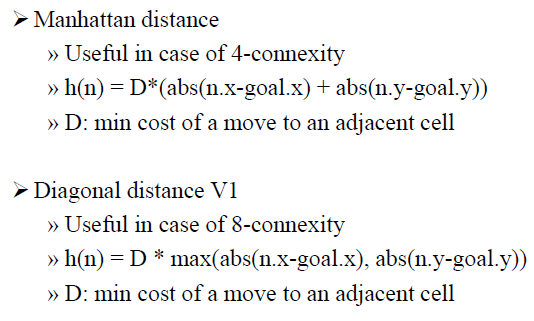 ➢ Manhattan distance
» Useful in case of 4-connexity
» h(n) = D*(abs(n.x-goal.x) + abs(n.y-goal.y))
» D: min cost of a move to an adjacent cell
➢ Diagonal distance V1
» Useful in case of 8-connexity
» h(n) = D * max(abs(n.x-goal.x), abs(n.y-goal.y))
» D: min cost of a move to an adjacent cell